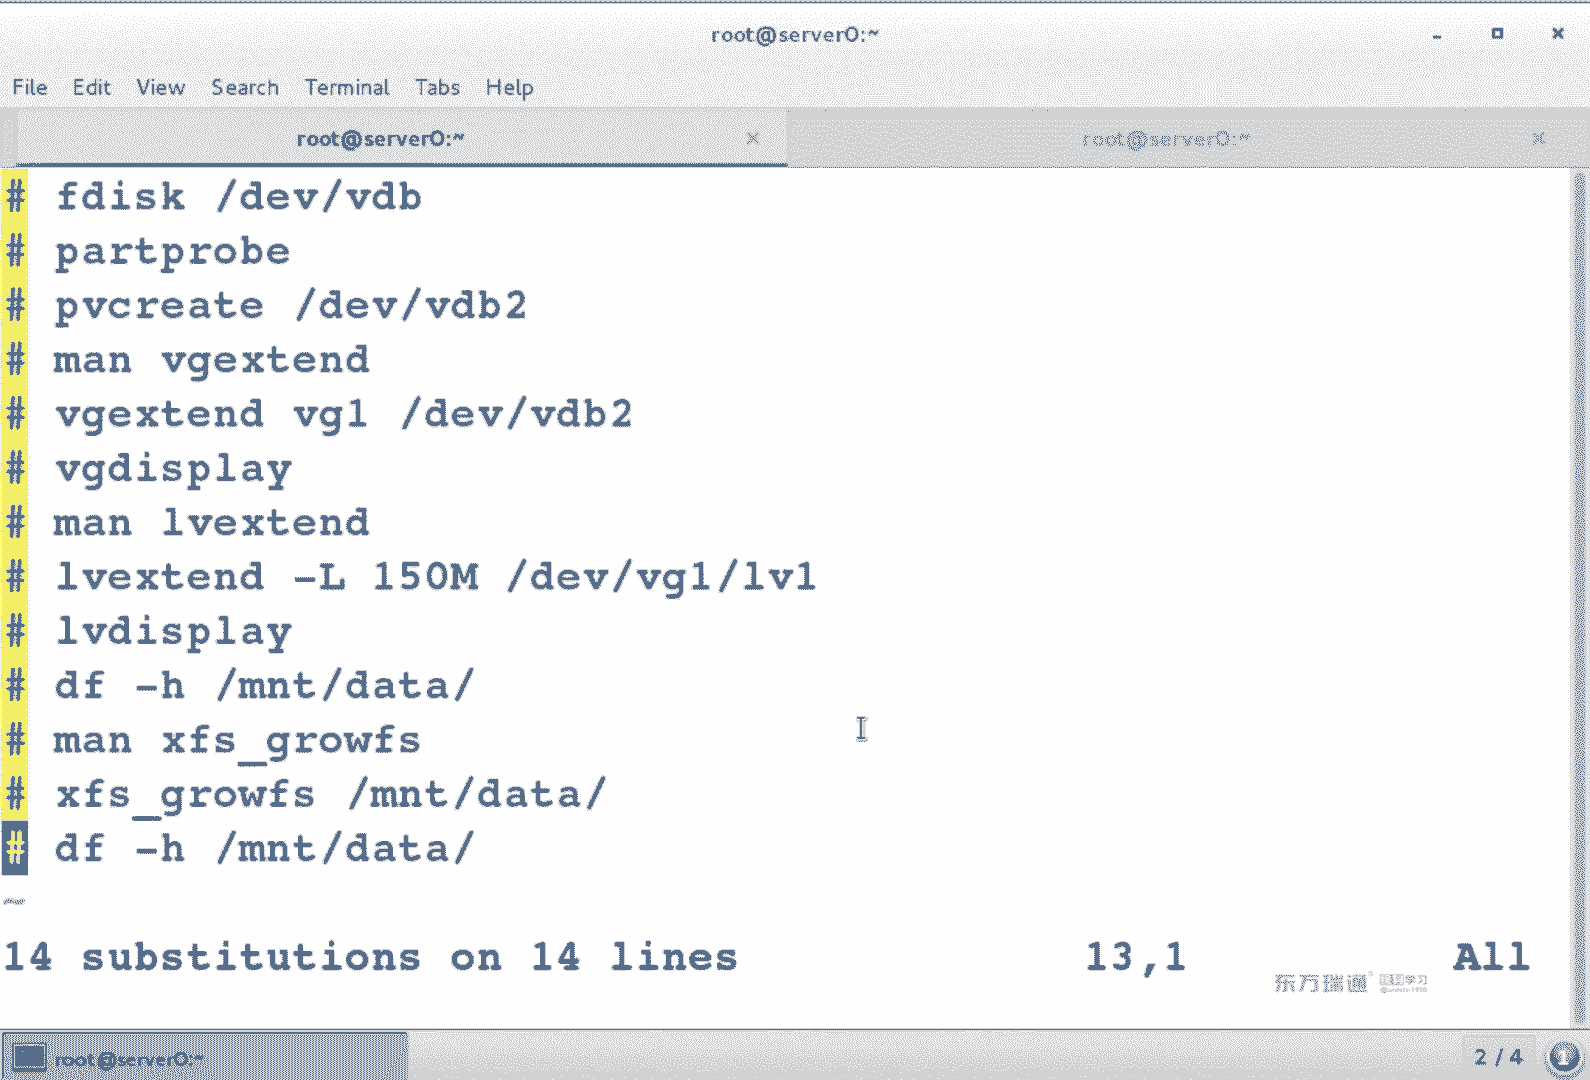 root@server0:~
File Edit View Search Terminal Tabs Help
root@server0:~ × root@server0:~ ×
# fdisk /dev/vdb
# partprobe
# pvcreate /dev/vdb2
# man vgextend
# vgextend vg1 /dev/vdb2
# vgdisplay
# man lvextend
# lvextend -L 150M /dev/vg1/lv1
# lvdisplay
# df -h /mnt/data/
# man xfs_growfs
# xfs_growfs /mnt/data/
# df -h /mnt/data/
~
14 substitutions on 14 lines 13,1 All
东方瑞通
root@server0:~ 2 / 4 1